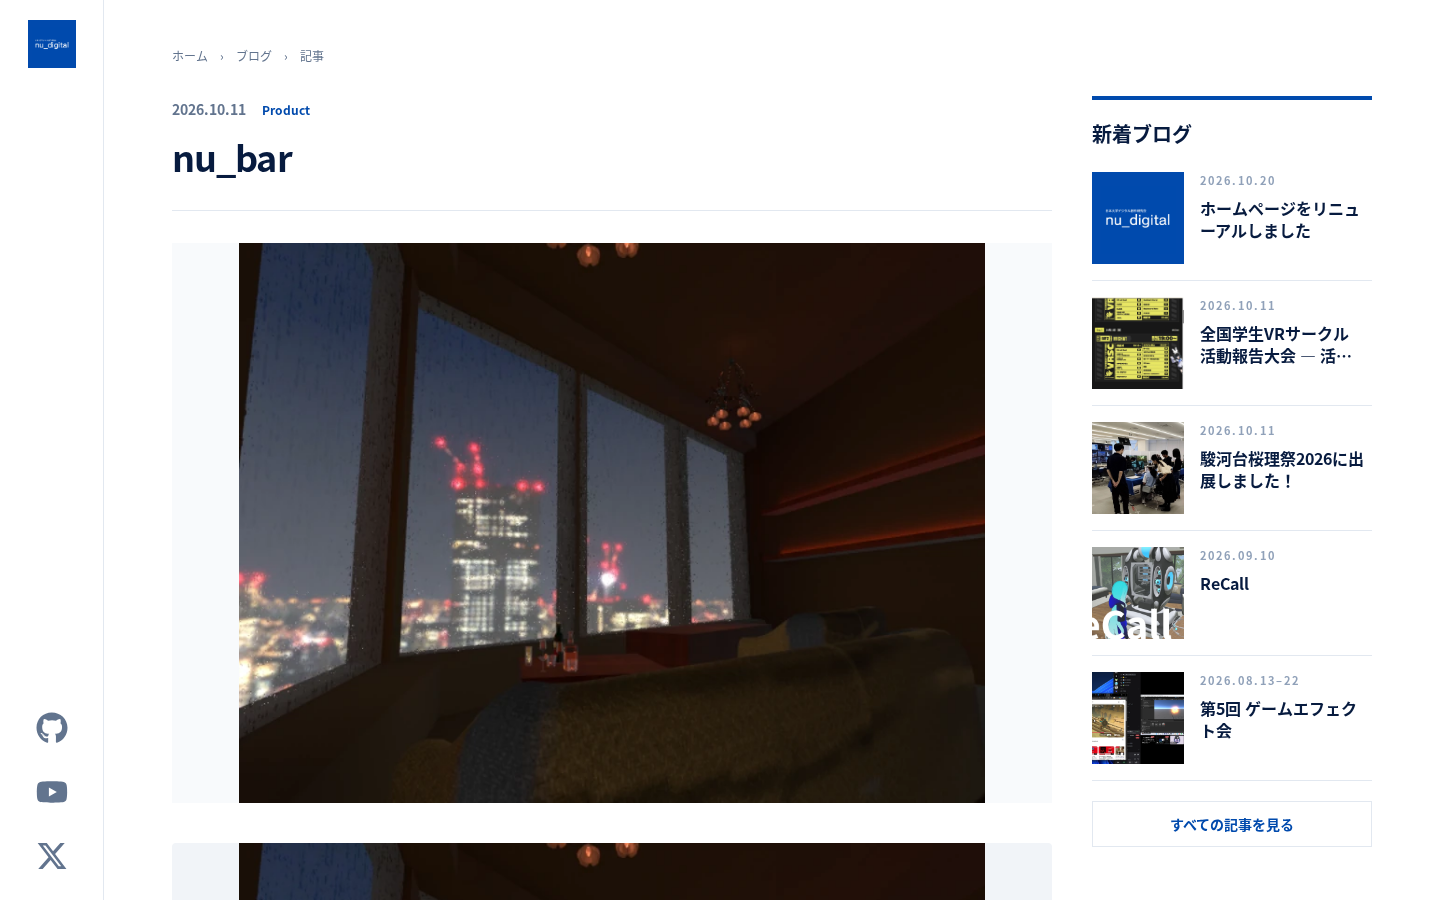 nu_digital
ホーム › ブログ › 記事
2026.10.11 Product
nu_bar
新着ブログ
nu_digital
2026.10.20
ホームページをリニュ
ーアルしました
2026.10.11
全国学生VRサークル
活動報告大会 — 活…
2026.10.11
駿河台桜理祭2026に出
展しました！
eCall
2026.09.10
ReCall
2026.08.13–22
第5回 ゲームエフェク
ト会
すべての記事を見る